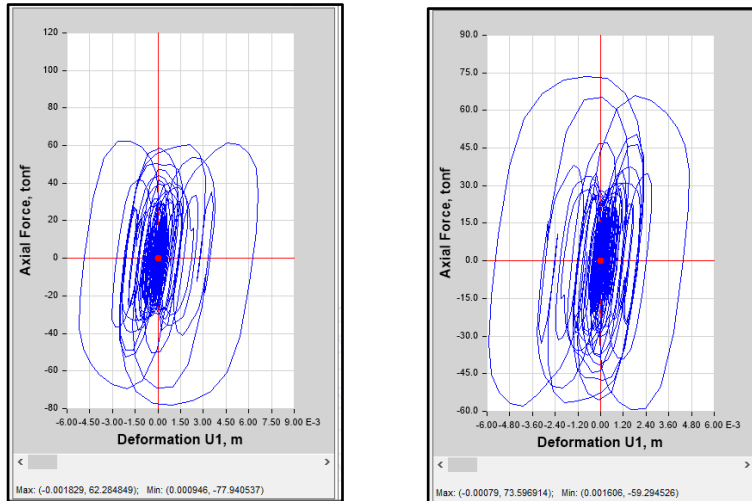 120
100
80
60
40
20
0
-20
-40
-60
-80
Axial Force, tonf
-6.00 -4.50 -3.00 -1.50 0.00 1.50 3.00 4.50 6.00 7.50 9.00 E-3
Deformation U1, m
Max: (-0.001829, 62.284849); Min: (0.000946, -77.940537)
90.0
75.0
60.0
45.0
30.0
15.0
0.0
-15.0
-30.0
-45.0
-60.0
Axial Force, tonf
-6.00 -4.80 -3.60 -2.40 -1.20 0.00 1.20 2.40 3.60 4.80 6.00 E-3
Deformation U1, m
Max: (-0.00079, 73.596914); Min: (0.001606, -59.294526)